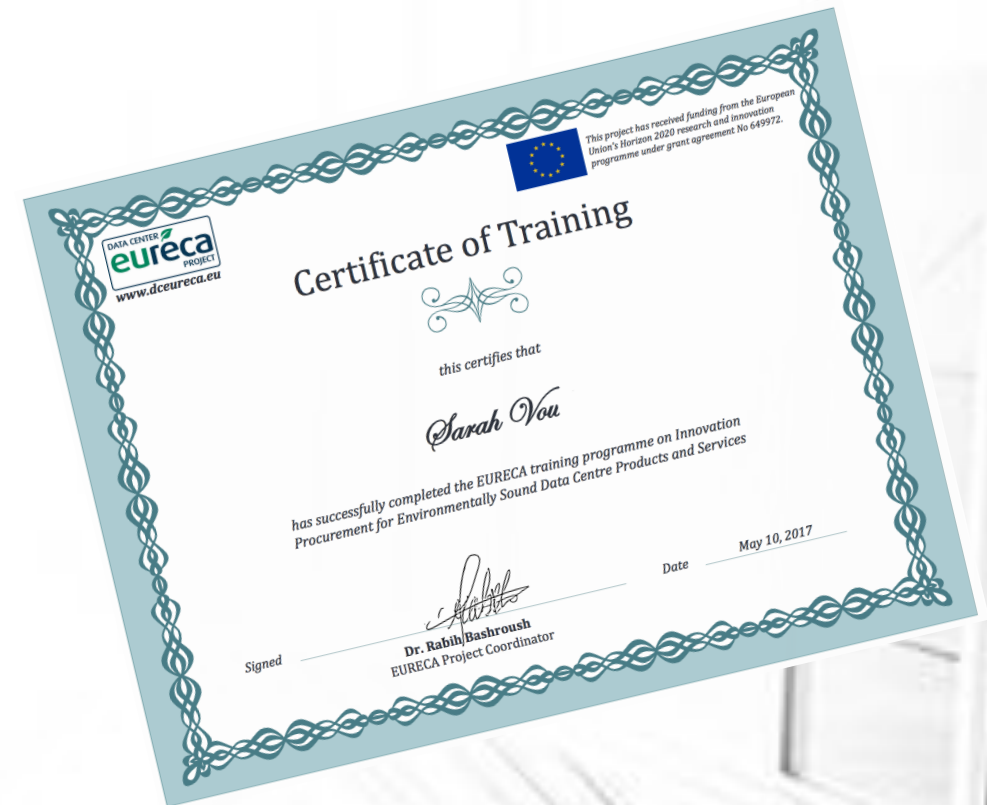 This project has received funding from the European
Union's Horizon 2020 research and innovation
programme under grant agreement No 649972.
DATA CENTER
eureca
PROJECT
www.dceureca.eu
Certificate of Training
this certifies that
Sarah Vou
has successfully completed the EURECA training programme on Innovation
Procurement for Environmentally Sound Data Centre Products and Services
Signed
Dr. Rabih Bashroush
EURECA Project Coordinator
Date
May 10, 2017